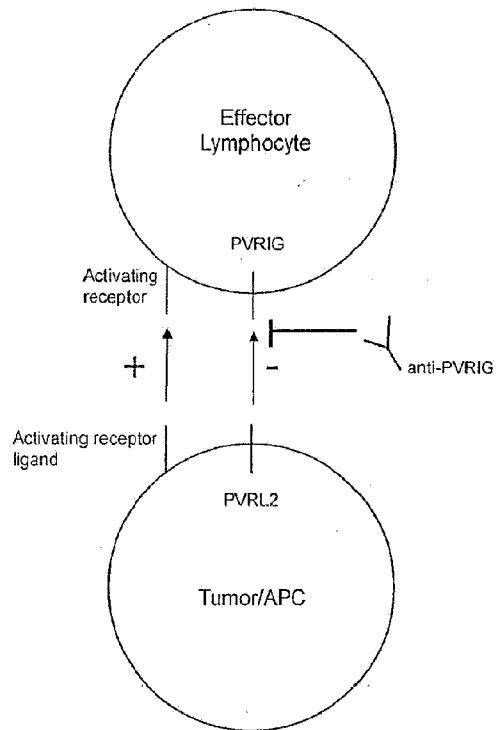 Effector
Lymphocyte
PVRIG
Activating
receptor
+
-
anti-PVRIG
Activating receptor
ligand
PVRL2
Tumor/APC